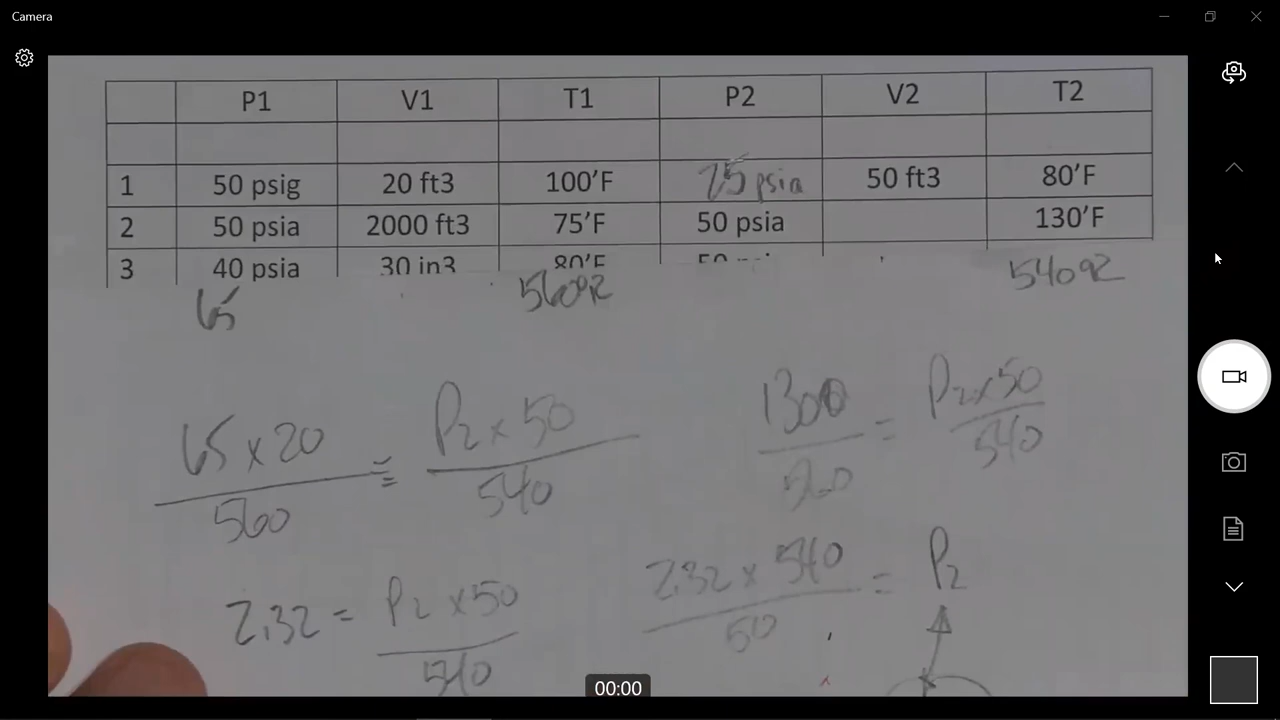 Camera
P1 V1 T1 P2 V2 T2
1 50 psig 20 ft3 100'F 25 psia 50 ft3 80'F
2 50 psia 2000 ft3 75'F 50 psia 130'F
3 40 psia 30 in3 80'F
65 560°R 540°R
65 x 20 = P2 x 50
560 540
1300 = P2 x 50
560 540
2.32 = P2 x 50
540
2.32 x 540 = P2
50
00:00